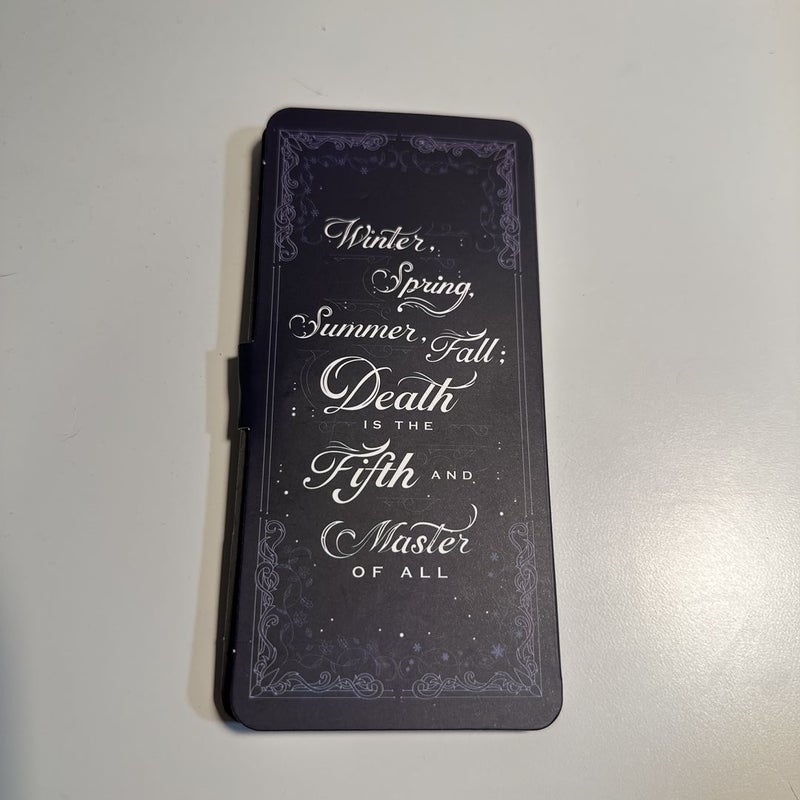 Winter,
Spring,
Summer, Fall;
Death
IS THE
Fifth AND
Master
OF ALL